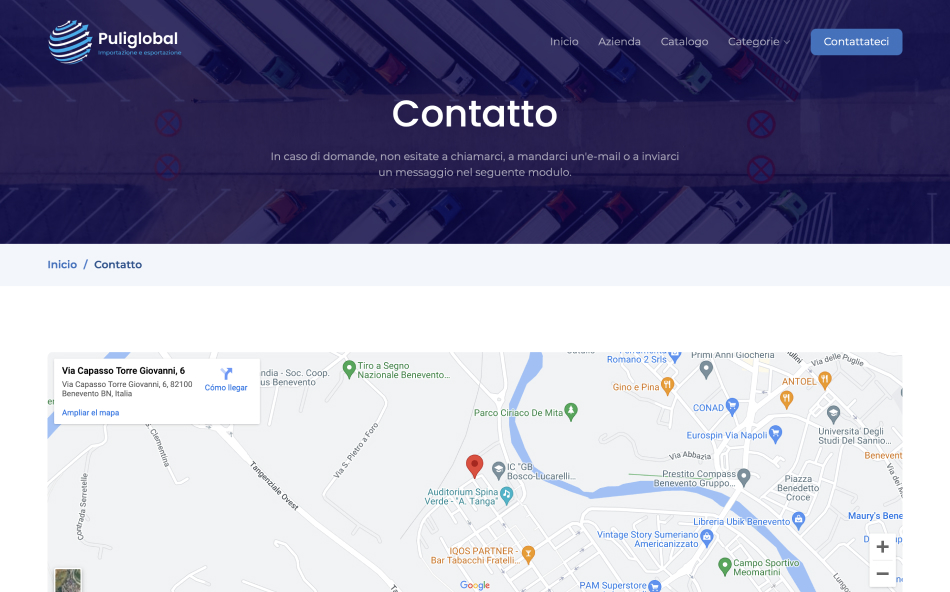 Puliglobal
Importazione e esportazione
Inicio
Azienda
Catalogo
Categorie
Contattateci
Contatto
In caso di domande, non esitate a chiamarci, a mandarci un'e-mail o a inviarci
un messaggio nel seguente modulo.
Inicio / Contatto
Via Capasso Torre Giovanni, 6
Via Capasso Torre Giovanni, 6, 82100
Benevento BN, Italia
Cómo llegar
Ampliar el mapa
ndia - Soc. Coop.
us Benevento
Tiro a Segno
Nazionale Benevento...
Romano 2 Srls
Primi Anni Giocheria
Via delle Puglie
Gino e Pina
ANTOEL
Parco Ciriaco De Mita
CONAD
Eurospin Via Napoli
Universita' Degli
Studi Del Sannio...
S. Clementina
Via S. Pietro a Foro
Via Abbazia
Benevent
IC "GB
Bosco-Lucarelli...
Tangenziale Ovest
Prestito Compass
Benevento Gruppo...
Piazza
Benedetto
Croce
Contrada Serretelle
Auditorium Spina
Verde - "A. Tanga"
Maury's Bene
Libreria Ubik Benevento
Vintage Story Sumeriano
Americanizzato
IQOS PARTNER -
Bar Tabacchi Fratelli...
Campo Sportivo
Meomartini
Google
PAM Superstore